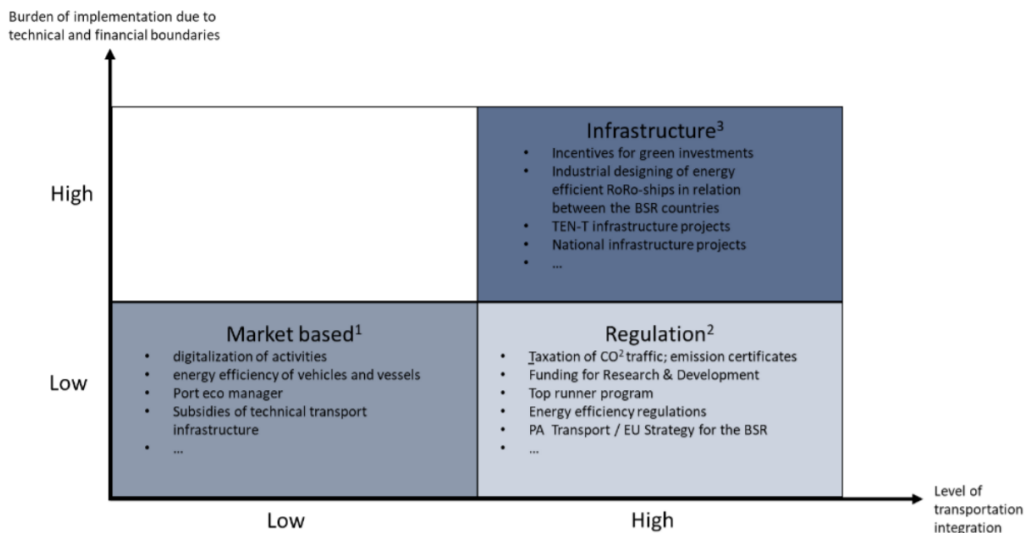 Burden of implementation due to
technical and financial boundaries
High
Infrastructure³
• Incentives for green investments
• Industrial designing of energy
efficient RoRo-ships in relation
between the BSR countries
• TEN-T infrastructure projects
• National infrastructure projects
• ...
Low
Market based¹
• digitalization of activities
• energy efficiency of vehicles and vessels
• Port eco manager
• Subsidies of technical transport
infrastructure
• ...
Regulation²
• Taxation of CO² traffic; emission certificates
• Funding for Research & Development
• Top runner program
• Energy efficiency regulations
• PA Transport / EU Strategy for the BSR
• ...
Low
High
Level of
transportation
integration